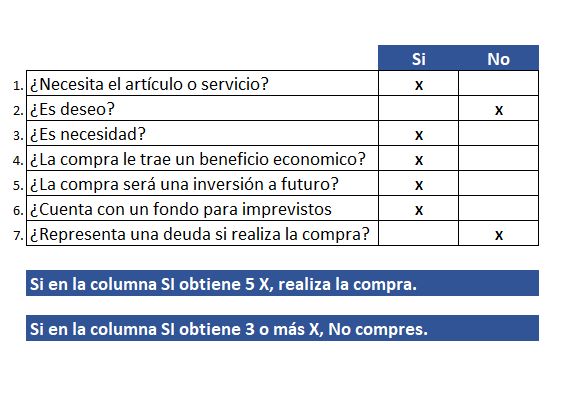 Si No
1. ¿Necesita el artículo o servicio? x
2. ¿Es deseo? x
3. ¿Es necesidad? x
4. ¿La compra le trae un beneficio economico? x
5. ¿La compra será una inversión a futuro? x
6. ¿Cuenta con un fondo para imprevistos x
7. ¿Representa una deuda si realiza la compra? x
Si en la columna SI obtiene 5 X, realiza la compra.
Si en la columna SI obtiene 3 o más X, No compres.